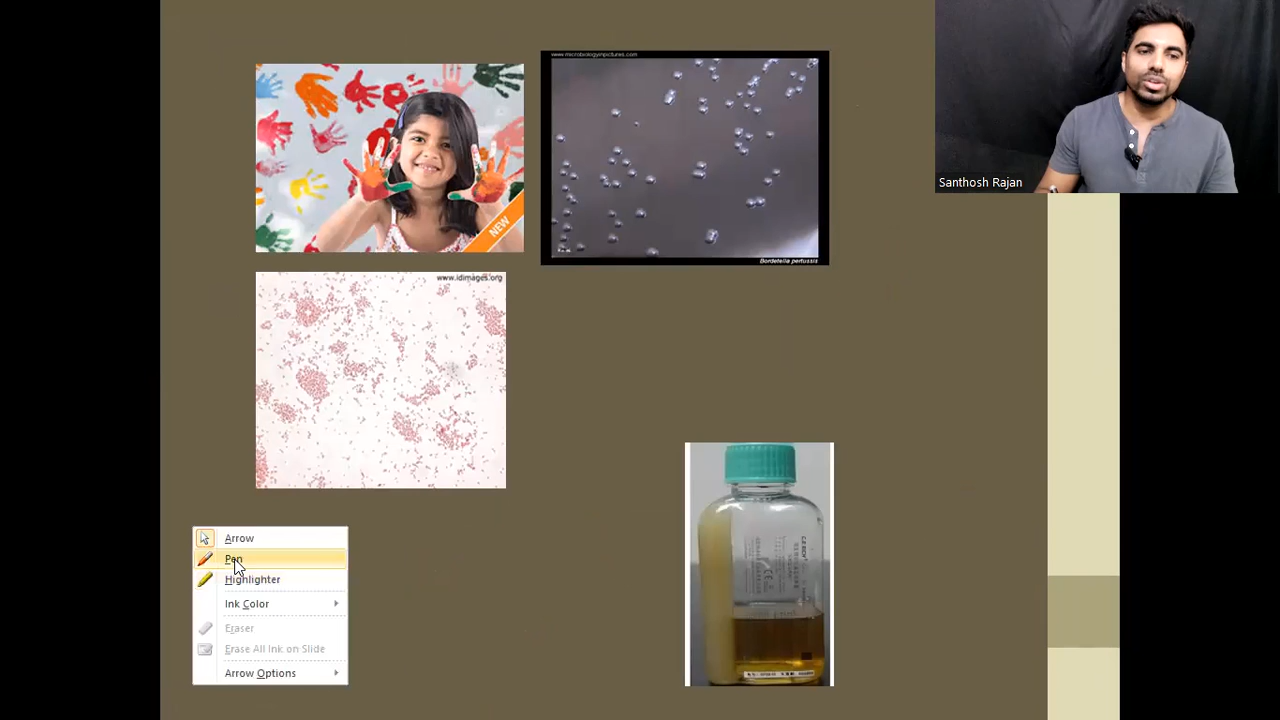 www.microbiologyinpictures.com
Santhosh Rajan
NEW
Bordetella pertussis
www.idimages.org
Arrow
Pen
Highlighter
Ink Color
Eraser
Erase All Ink on Slide
Arrow Options